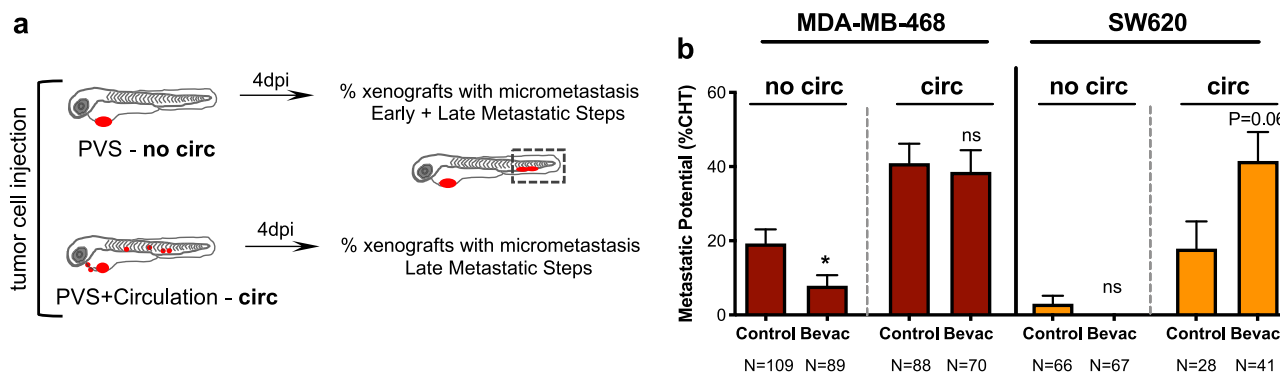 a
tumor cell injection
4dpi
PVS - no circ
% xenografts with micrometastasis
Early + Late Metastatic Steps
4dpi
PVS+Circulation - circ
% xenografts with micrometastasis
Late Metastatic Steps
b
MDA-MB-468 SW620
no circ circ no circ circ
Metastatic Potential (%CHT)
60
40
20
0
* ns ns P=0.06
Control Bevac Control Bevac Control Bevac Control Bevac
N=109 N=89 N=88 N=70 N=66 N=67 N=28 N=41